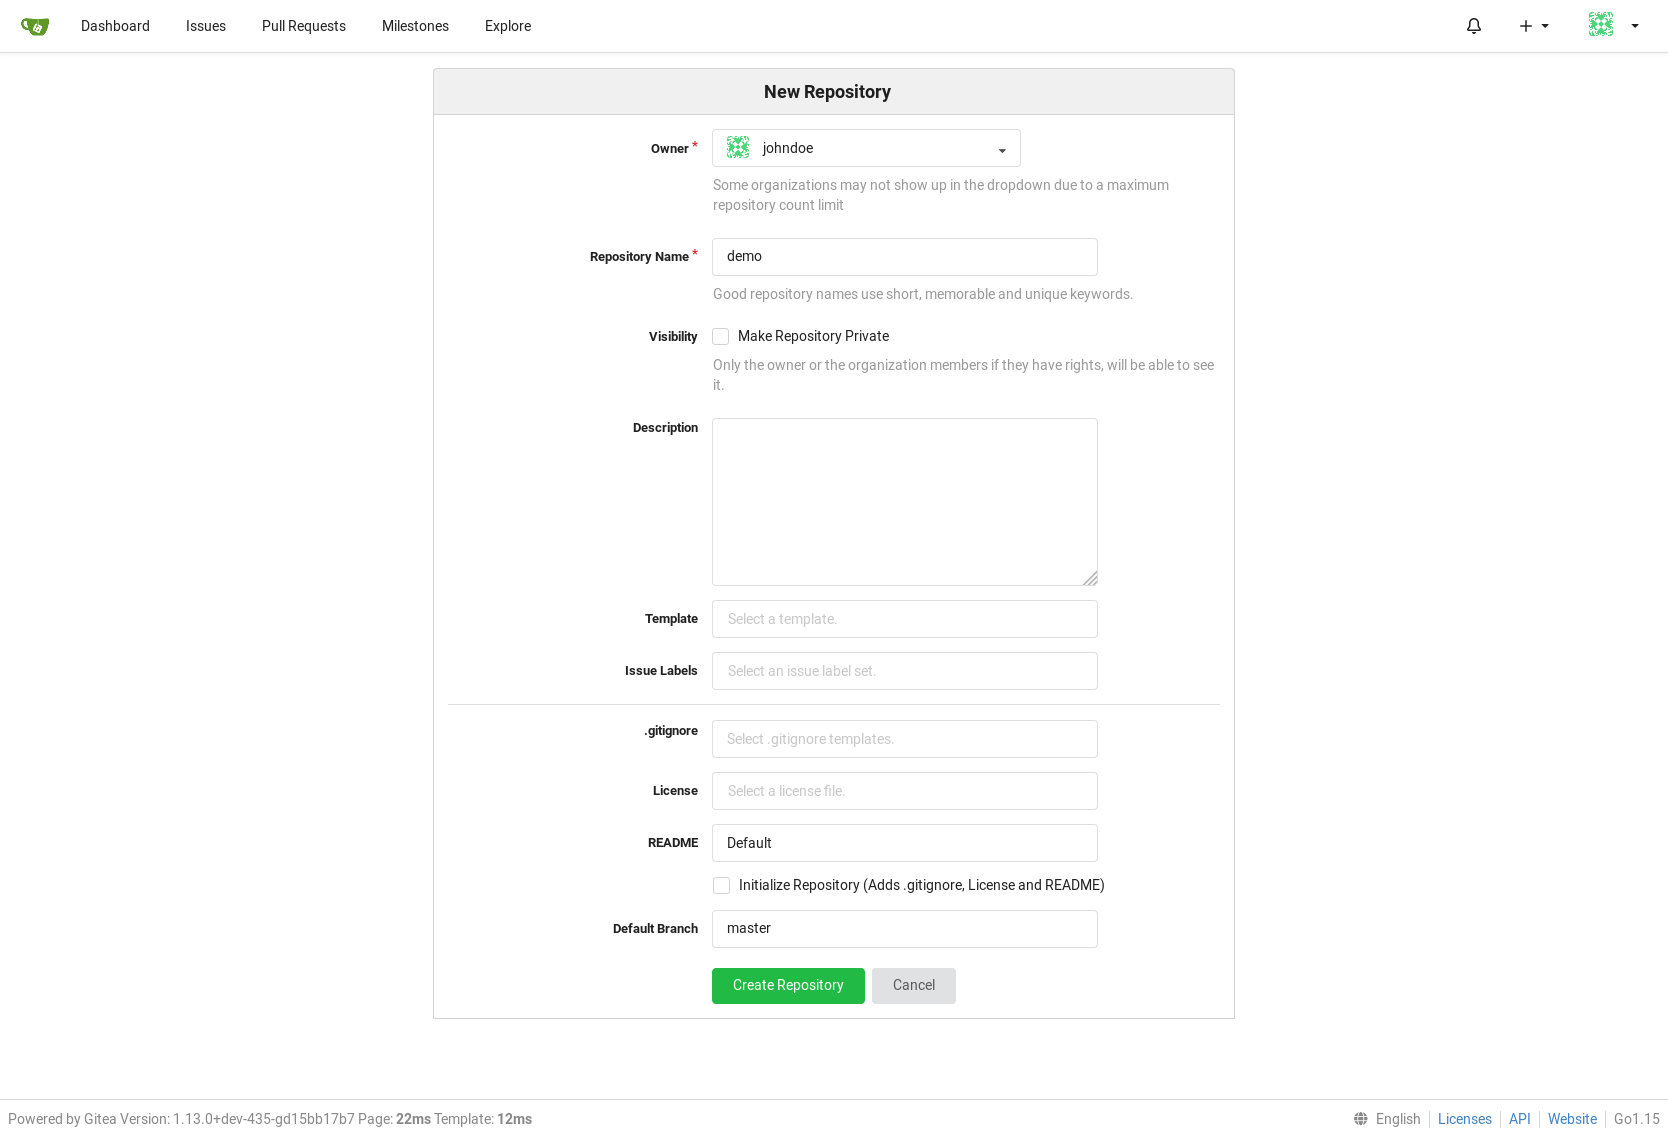 Dashboard Issues Pull Requests Milestones Explore
New Repository
Owner * johndoe
Some organizations may not show up in the dropdown due to a maximum
repository count limit
Repository Name * demo
Good repository names use short, memorable and unique keywords.
Visibility Make Repository Private
Only the owner or the organization members if they have rights, will be able to see
it.
Description
Template Select a template.
Issue Labels Select an issue label set.
.gitignore Select .gitignore templates.
License Select a license file.
README Default
Initialize Repository (Adds .gitignore, License and README)
Default Branch master
Create Repository Cancel
Powered by Gitea Version: 1.13.0+dev-435-gd15bb17b7 Page: 22ms Template: 12ms English Licenses API Website Go1.15